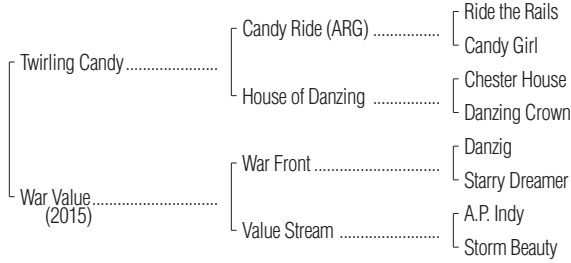 Ride the Rails
Candy Ride (ARG) ................
Candy Girl
Twirling Candy ......................
Chester House
House of Danzing ................
Danzing Crown
Danzig
War Front ..............................
Starry Dreamer
War Value ..............................
(2015)
A.P. Indy
Value Stream ........................
Storm Beauty